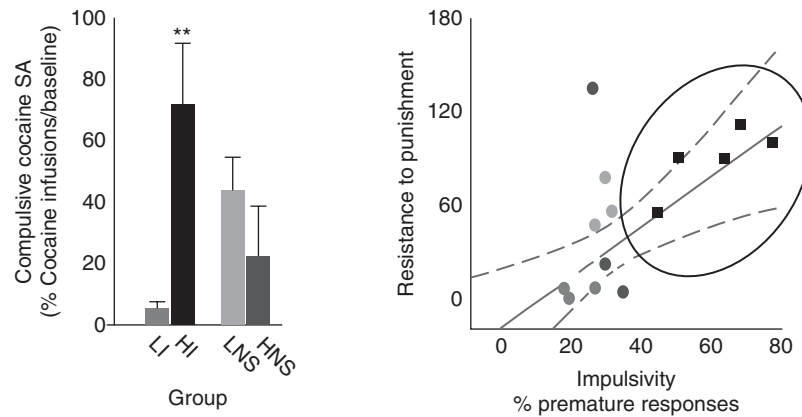 Compulsive cocaine SA
(% Cocaine infusions/baseline)
100
80
60
40
20
0
**
LI
HI
LNS
HNS
Group
Resistance to punishment
180
120
60
0
0
20
40
60
80
Impulsivity
% premature responses